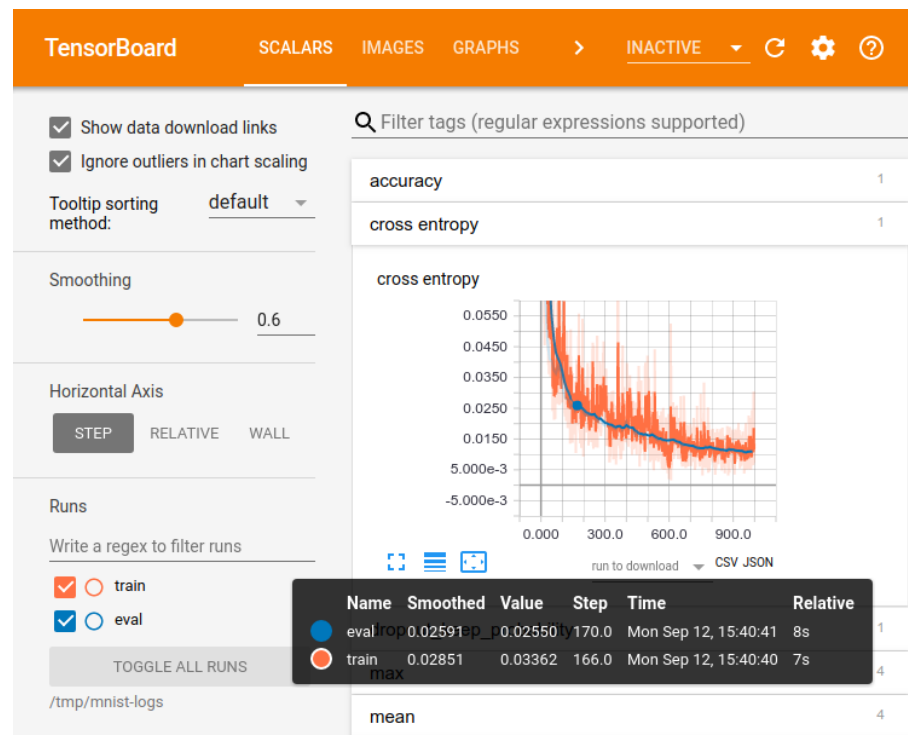 TensorBoard SCALARS IMAGES GRAPHS INACTIVE
Show data download links
Ignore outliers in chart scaling
Tooltip sorting method: default
Smoothing
0.6
Horizontal Axis
STEP RELATIVE WALL
Runs
Write a regex to filter runs
train
eval
TOGGLE ALL RUNS
/tmp/mnist-logs
Filter tags (regular expressions supported)
accuracy 1
cross entropy 1
cross entropy
0.0550
0.0450
0.0350
0.0250
0.0150
5.000e-3
-5.000e-3
0.000 300.0 600.0 900.0
run to download CSV JSON
Name Smoothed Value Step Time Relative
eval 0.02591 0.02550 170.0 Mon Sep 12, 15:40:41 8s
train 0.02851 0.03362 166.0 Mon Sep 12, 15:40:40 7s
dropout_keep_probability 1
max 4
mean 4